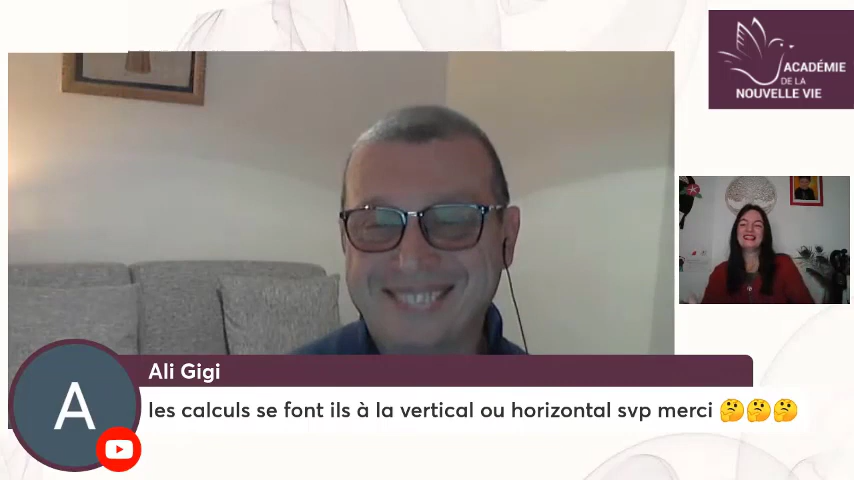 ACADÉMIE
DE LA
NOUVELLE VIE
A
Ali Gigi
les calculs se font ils à la vertical ou horizontal svp merci 🤔🤔🤔